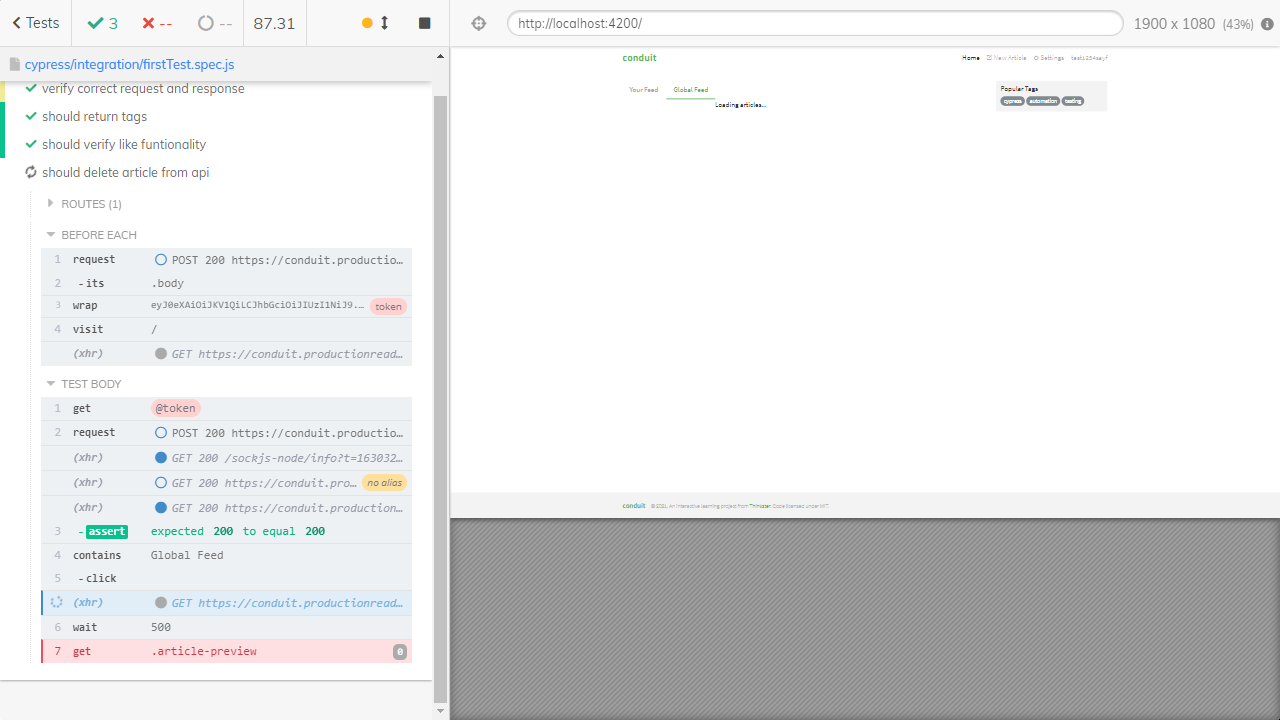 Tests
3
--
--
87.31
http://localhost:4200/
1900 x 1080 (43%)
cypress/integration/firstTest.spec.js
verify correct request and response
should return tags
should verify like funtionality
should delete article from api
ROUTES (1)
BEFORE EACH
1 request POST 200 https://conduit.productio...
2 -its .body
3 wrap eyJ0eXAiOiJKV1QiLCJhbGciOiJIUzI1NiJ9.... token
4 visit /
(xhr) GET https://conduit.productionread...
TEST BODY
1 get @token
2 request POST 200 https://conduit.productio...
(xhr) GET 200 /sockjs-node/info?t=163032...
(xhr) GET 200 https://conduit.pro... no alias
(xhr) GET 200 https://conduit.production...
3 -assert expected 200 to equal 200
4 contains Global Feed
5 -click
(xhr) GET https://conduit.productionread...
6 wait 500
7 get .article-preview 0
conduit
Home New Article Settings
Your Feed Global Feed
Loading articles...
Popular Tags
cypress automation testing
conduit © 2021. An interactive learning project from Thinkster. Code licensed under MIT.